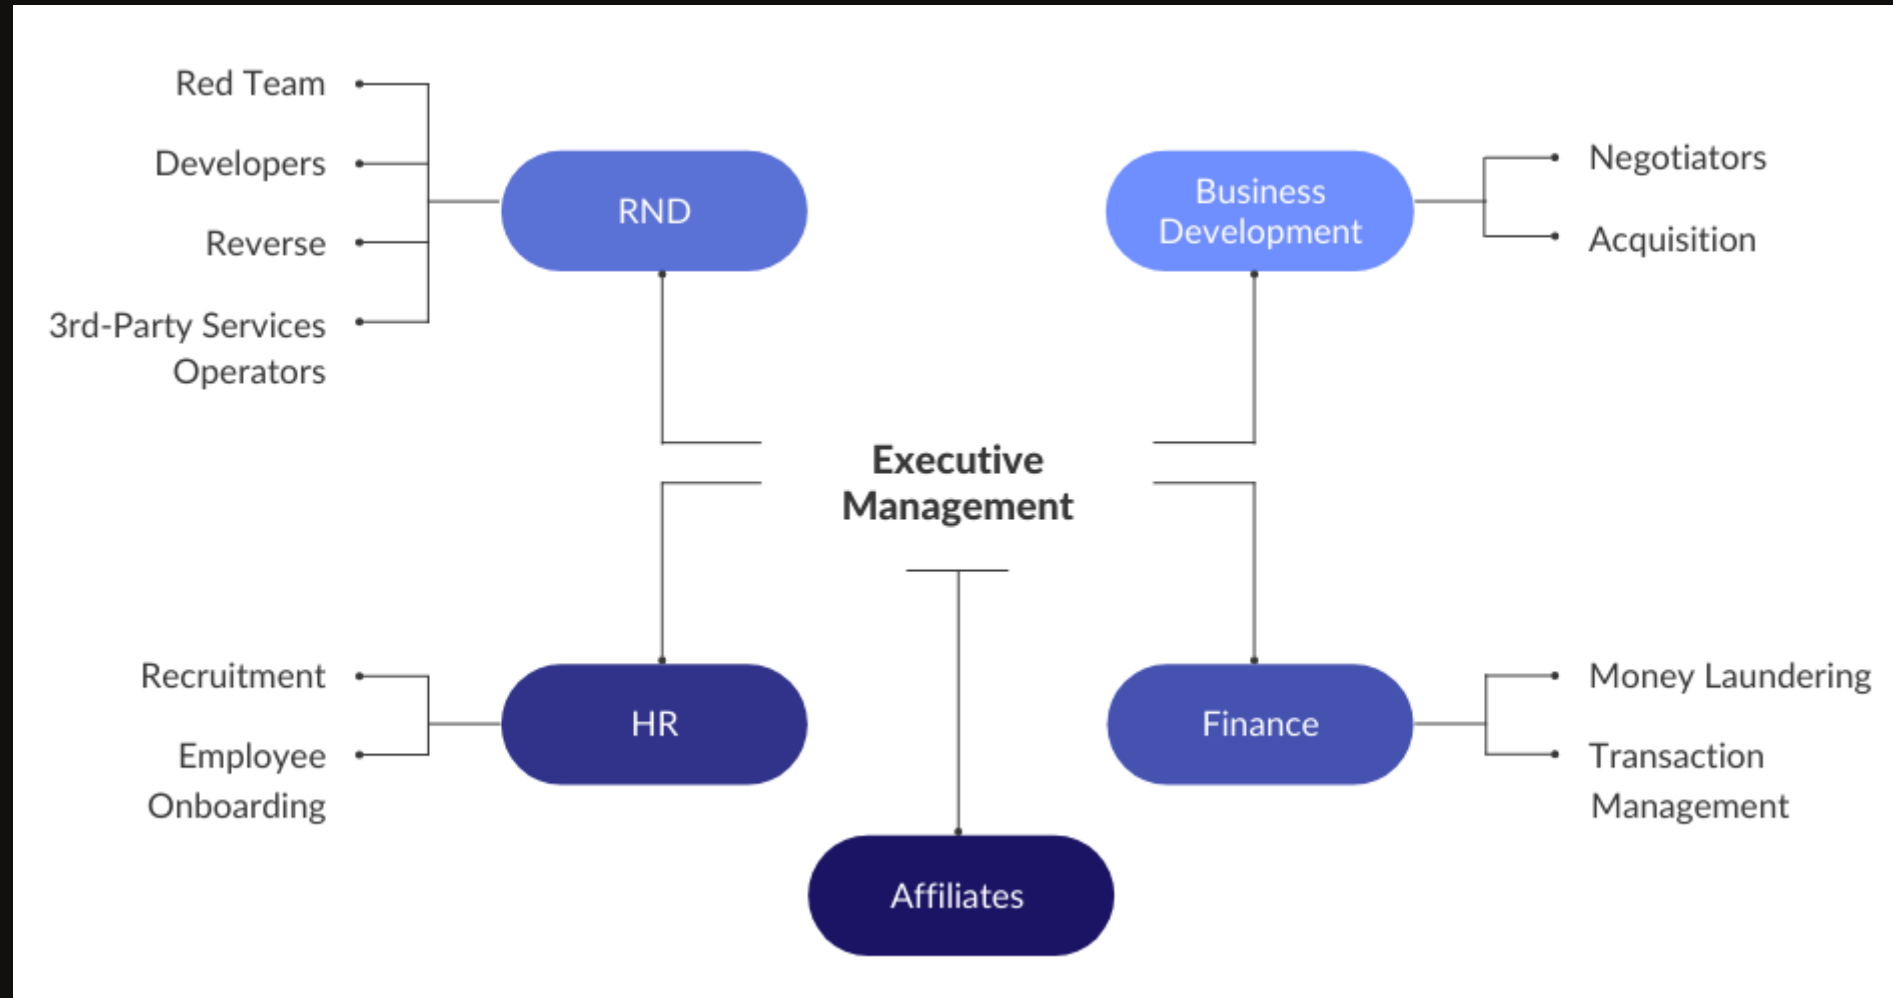 Red Team
Developers
Reverse
3rd-Party Services
Operators
RND
Business
Development
Negotiators
Acquisition
Executive
Management
Recruitment
Employee
Onboarding
HR
Finance
Money Laundering
Transaction
Management
Affiliates